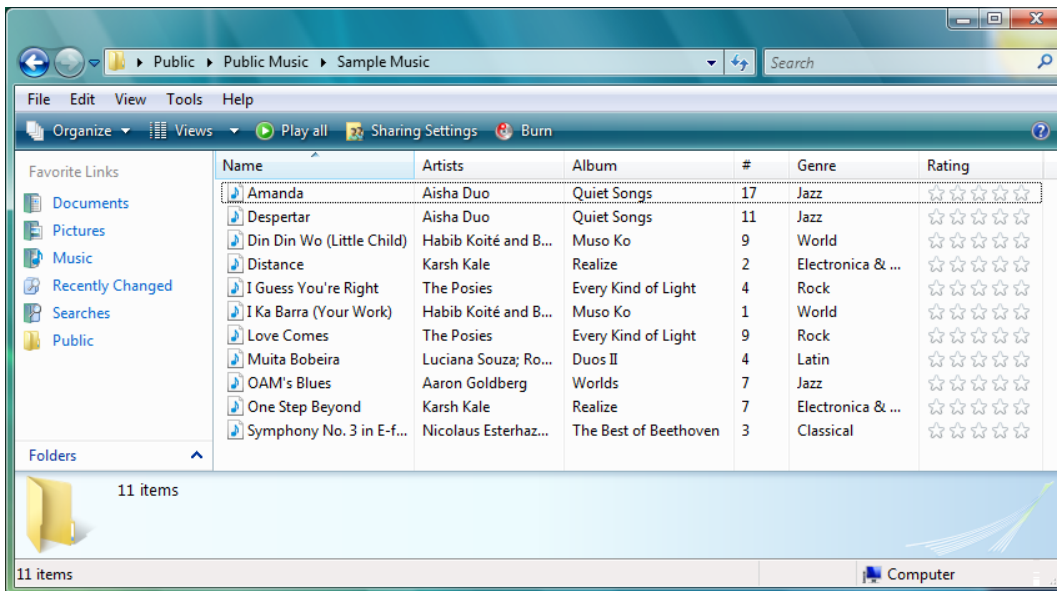 Public Public Music Sample Music Search
File Edit View Tools Help
Organize Views Play all Sharing Settings Burn ?
Favorite Links
Documents
Pictures
Music
Recently Changed
Searches
Public
Folders
Name Artists Album # Genre Rating
Amanda Aisha Duo Quiet Songs 17 Jazz
Despertar Aisha Duo Quiet Songs 11 Jazz
Din Din Wo (Little Child) Habib Koité and B... Muso Ko 9 World
Distance Karsh Kale Realize 2 Electronica & ...
I Guess You're Right The Posies Every Kind of Light 4 Rock
I Ka Barra (Your Work) Habib Koité and B... Muso Ko 1 World
Love Comes The Posies Every Kind of Light 9 Rock
Muita Bobeira Luciana Souza; Ro... Duos II 4 Latin
OAM's Blues Aaron Goldberg Worlds 7 Jazz
One Step Beyond Karsh Kale Realize 7 Electronica & ...
Symphony No. 3 in E-f... Nicolaus Esterhaz... The Best of Beethoven 3 Classical
11 items
11 items Computer